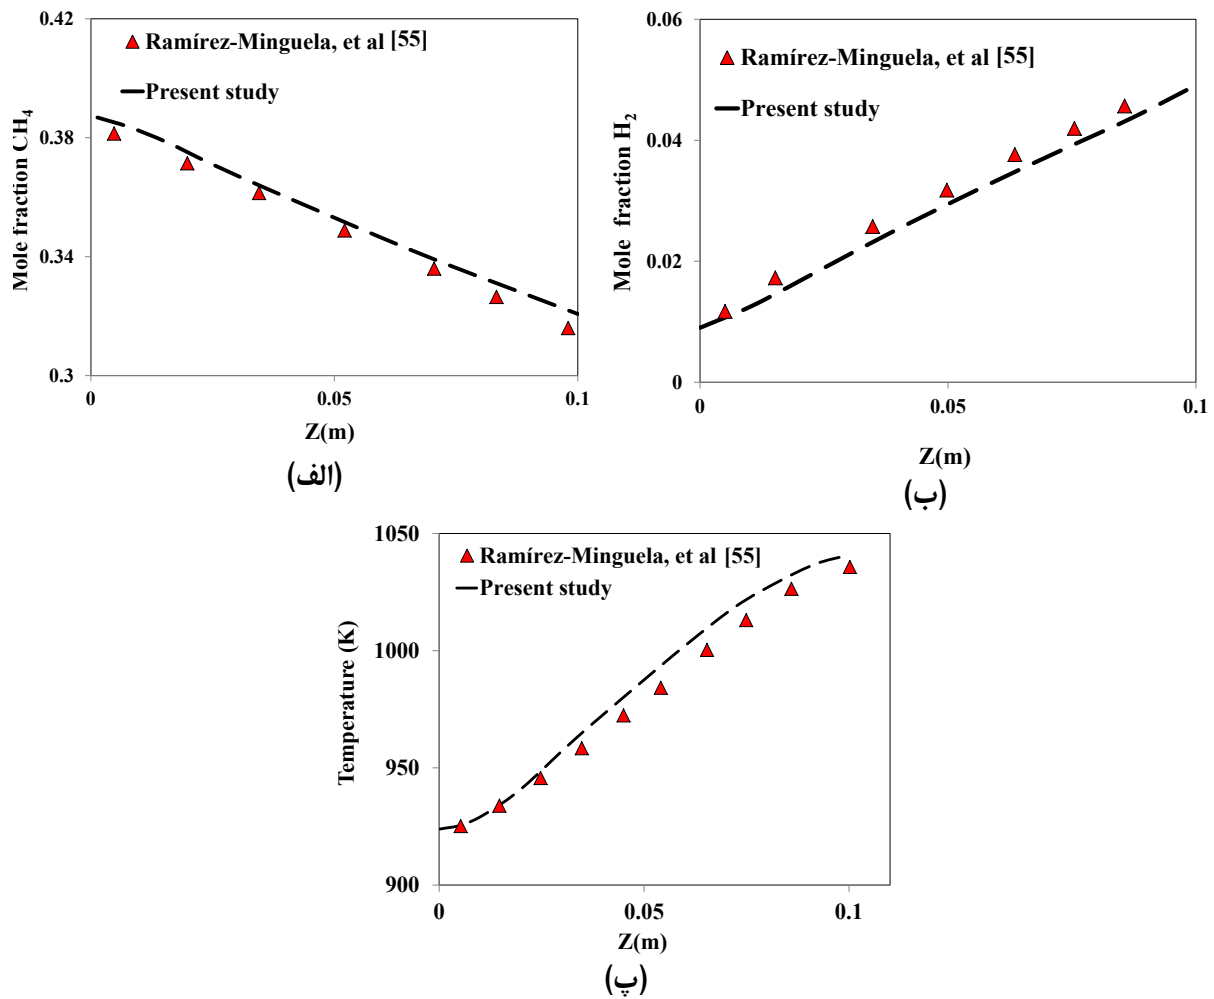 0.42
Ramírez-Minguela, et al [55]
Present study
0.38
0.34
0.3
Mole fraction CH4
0 0.05 0.1
Z(m)
(الف)
0.06
Ramírez-Minguela, et al [55]
Present study
0.04
0.02
0
Mole fraction H2
0 0.05 0.1
Z(m)
(ب)
1050
Ramírez-Minguela, et al [55]
Present study
1000
950
900
Temperature (K)
0 0.05 0.1
Z(m)
(پ)